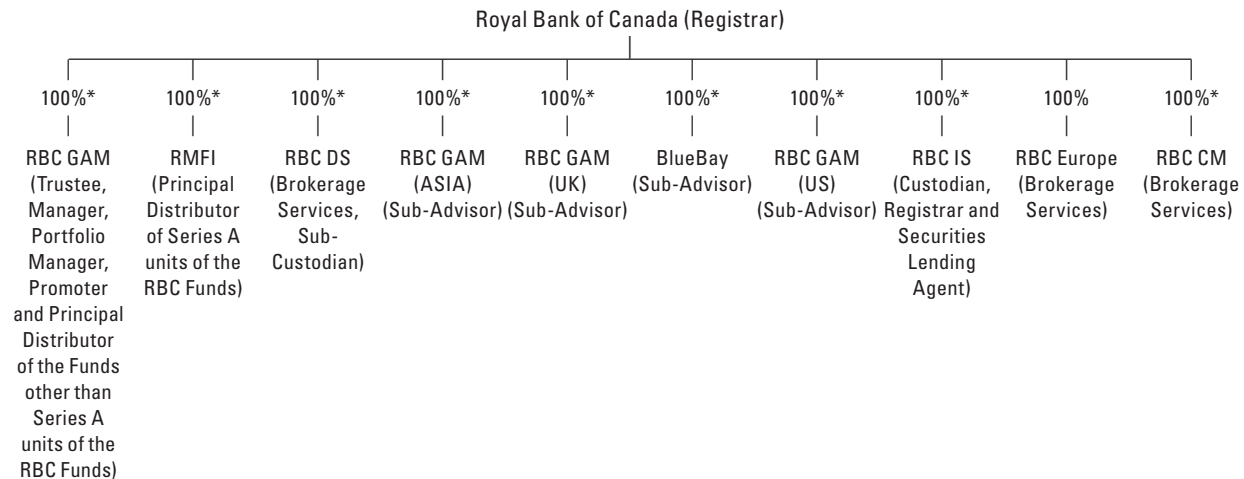 Royal Bank of Canada (Registrar)
100%*
100%*
100%*
100%*
100%*
100%*
100%*
100%*
100%
100%*
RBC GAM
(Trustee,
Manager,
Portfolio
Manager,
Promoter
and Principal
Distributor
of the Funds
other than
Series A
units of the
RBC Funds)
RMFI
(Principal
Distributor
of Series A
units of the
RBC Funds)
RBC DS
(Brokerage
Services,
Sub-
Custodian)
RBC GAM
(ASIA)
(Sub-Advisor)
RBC GAM
(UK)
(Sub-Advisor)
BlueBay
(Sub-Advisor)
RBC GAM
(US)
(Sub-Advisor)
RBC IS
(Custodian,
Registrar and
Securities
Lending
Agent)
RBC Europe
(Brokerage
Services)
RBC CM
(Brokerage
Services)